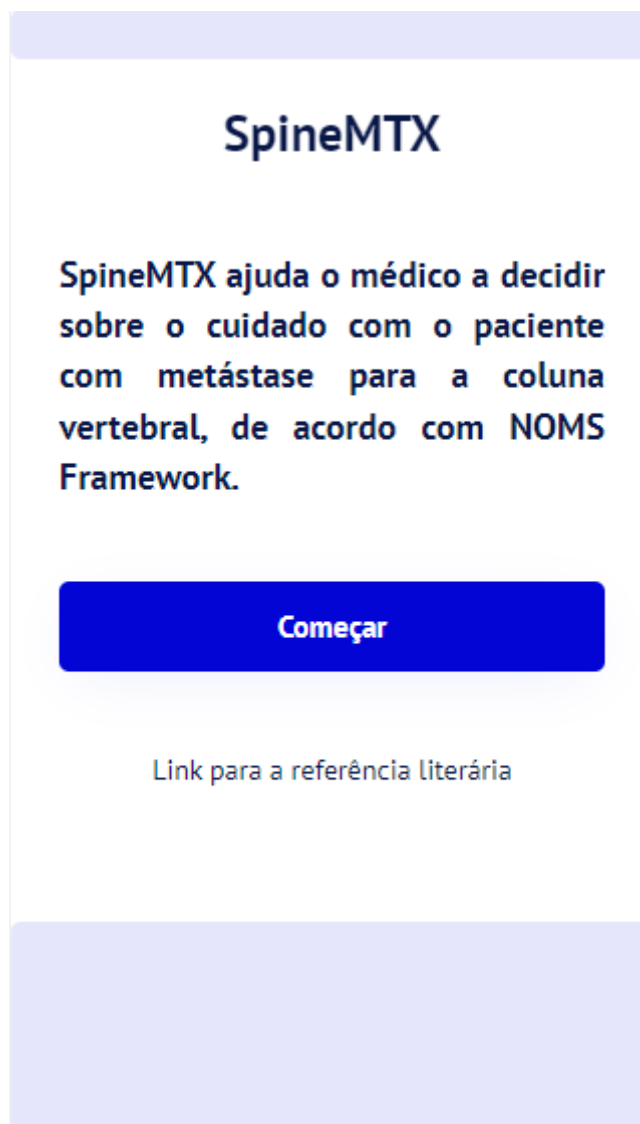 SpineMTX
SpineMTX ajuda o médico a decidir
sobre o cuidado com o paciente
com metástase para a coluna
vertebral, de acordo com NOMS
Framework.
Começar
Link para a referência literária